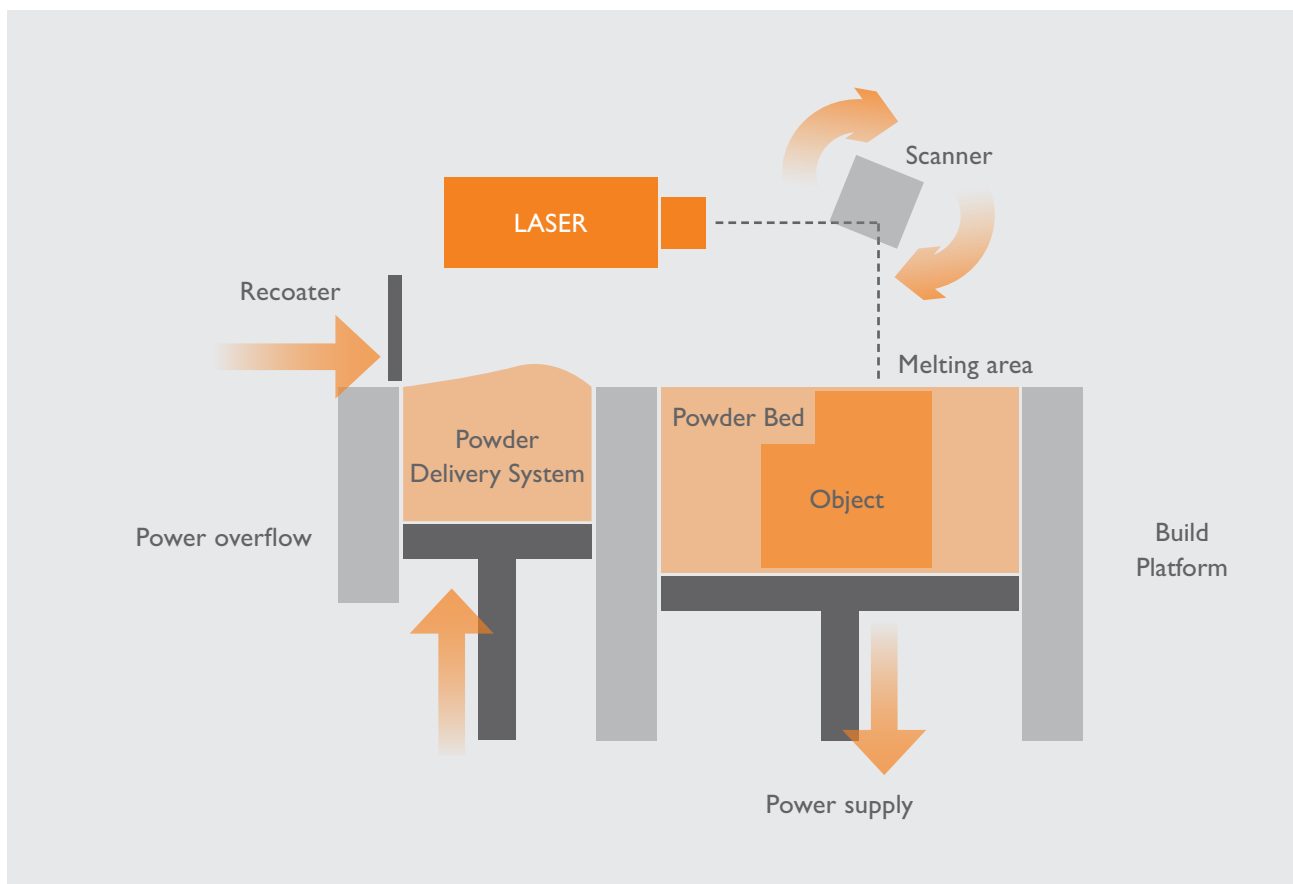 Scanner
LASER
Recoater
Melting area
Powder Bed
Powder
Delivery System
Object
Power overflow
Build
Platform
Power supply